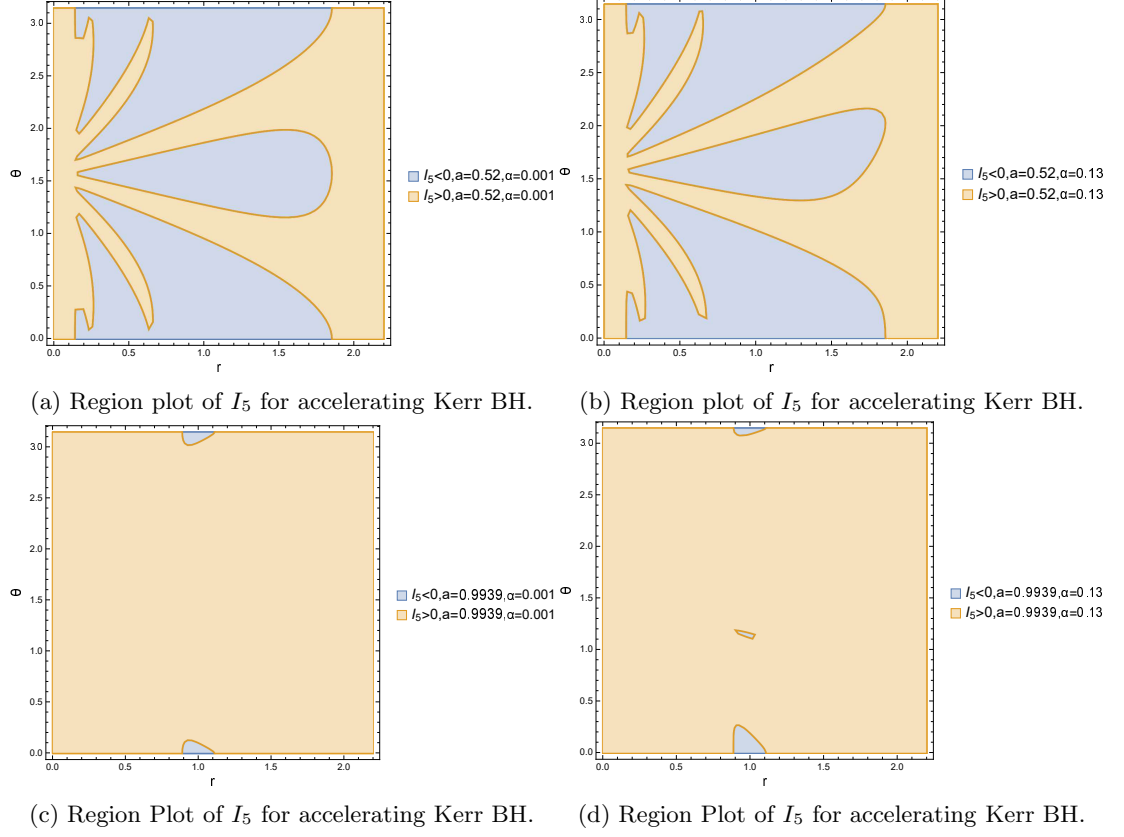 3.0
2.5
2.0
1.5
1.0
0.5
0.0
θ
0.0 0.5 1.0 1.5 2.0
r
I₅<0,a=0.52,α=0.001
I₅>0,a=0.52,α=0.001
(a) Region plot of I₅ for accelerating Kerr BH.
3.0
2.5
2.0
1.5
1.0
0.5
0.0
θ
0.0 0.5 1.0 1.5 2.0
r
I₅<0,a=0.52,α=0.13
I₅>0,a=0.52,α=0.13
(b) Region plot of I₅ for accelerating Kerr BH.
3.0
2.5
2.0
1.5
1.0
0.5
0.0
θ
0.0 0.5 1.0 1.5 2.0
r
I₅<0,a=0.9939,α=0.001
I₅>0,a=0.9939,α=0.001
(c) Region Plot of I₅ for accelerating Kerr BH.
3.0
2.5
2.0
1.5
1.0
0.5
0.0
θ
0.0 0.5 1.0 1.5 2.0
r
I₅<0,a=0.9939,α=0.13
I₅>0,a=0.9939,α=0.13
(d) Region Plot of I₅ for accelerating Kerr BH.